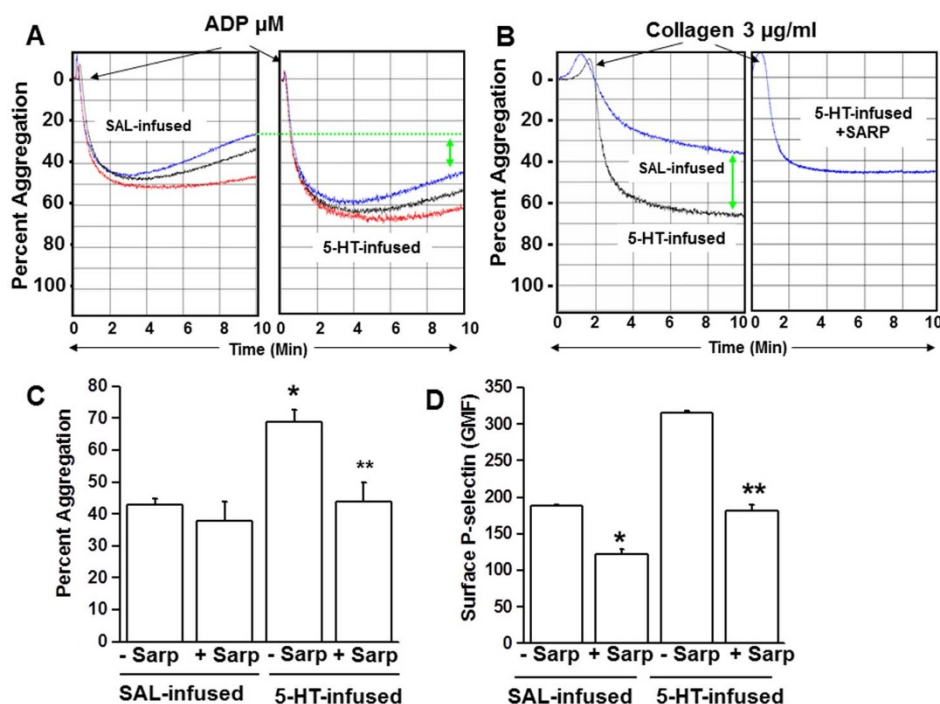 A
ADP µM
Percent Aggregation
0
20
40
60
80
100
SAL-infused
5-HT-infused
0 2 4 6 8 10
0 2 4 6 8 10
Time (Min)
B
Collagen 3 µg/ml
Percent Aggregation
0
20
40
60
80
100
SAL-infused
5-HT-infused
5-HT-infused
+SARP
0 2 4 6 8 10
0 2 4 6 8 10
Time (Min)
C
Percent Aggregation
80
70
60
50
40
30
20
10
0
*
**
- Sarp + Sarp - Sarp + Sarp
SAL-infused 5-HT-infused
D
Surface P-selectin (GMF)
350
300
250
200
150
100
50
0
*
**
- Sarp + Sarp - Sarp + Sarp
SAL-infused 5-HT-infused